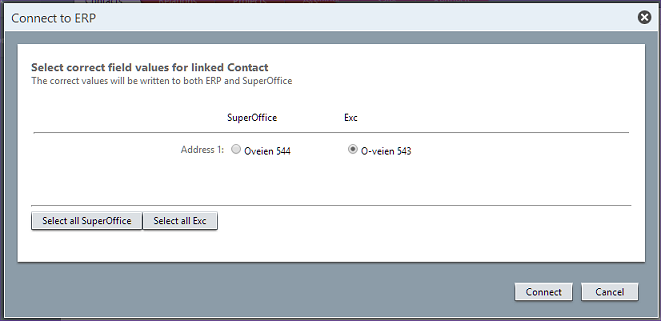 Connect to ERP
Select correct field values for linked Contact
The correct values will be written to both ERP and SuperOffice
SuperOffice Exc
Address 1: Oveien 544 O-veien 543
Select all SuperOffice Select all Exc
Connect Cancel